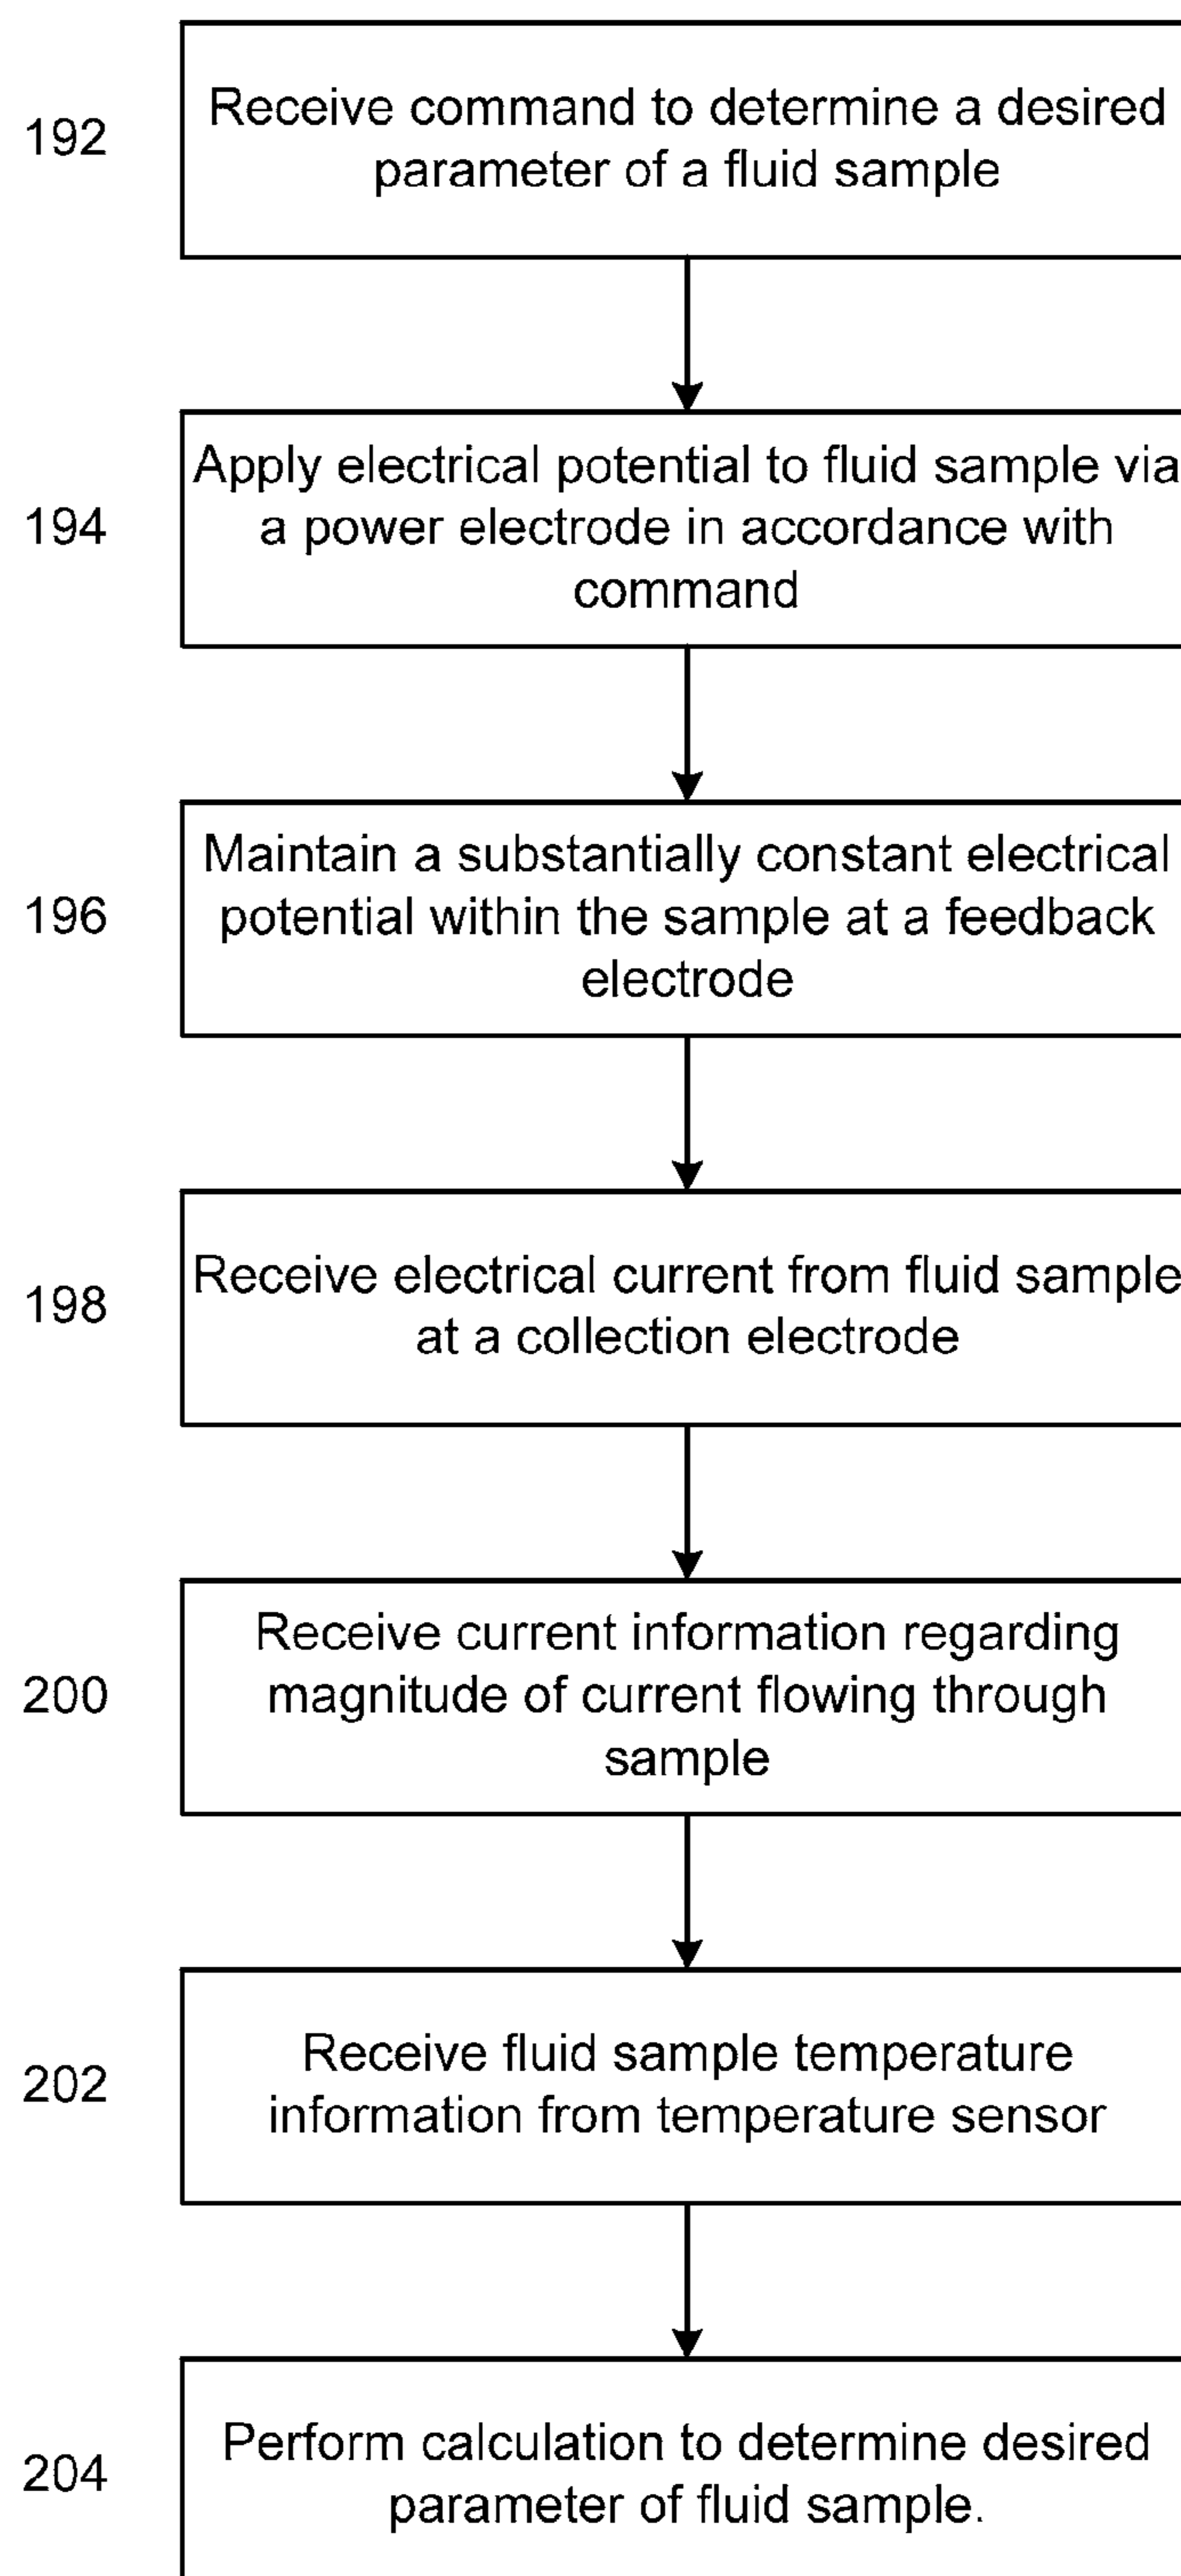 192
Receive command to determine a desired
parameter of a fluid sample
194
Apply electrical potential to fluid sample via
a power electrode in accordance with
command
196
Maintain a substantially constant electrical
potential within the sample at a feedback
electrode
198
Receive electrical current from fluid sample
at a collection electrode
200
Receive current information regarding
magnitude of current flowing through
sample
202
Receive fluid sample temperature
information from temperature sensor
204
Perform calculation to determine desired
parameter of fluid sample.